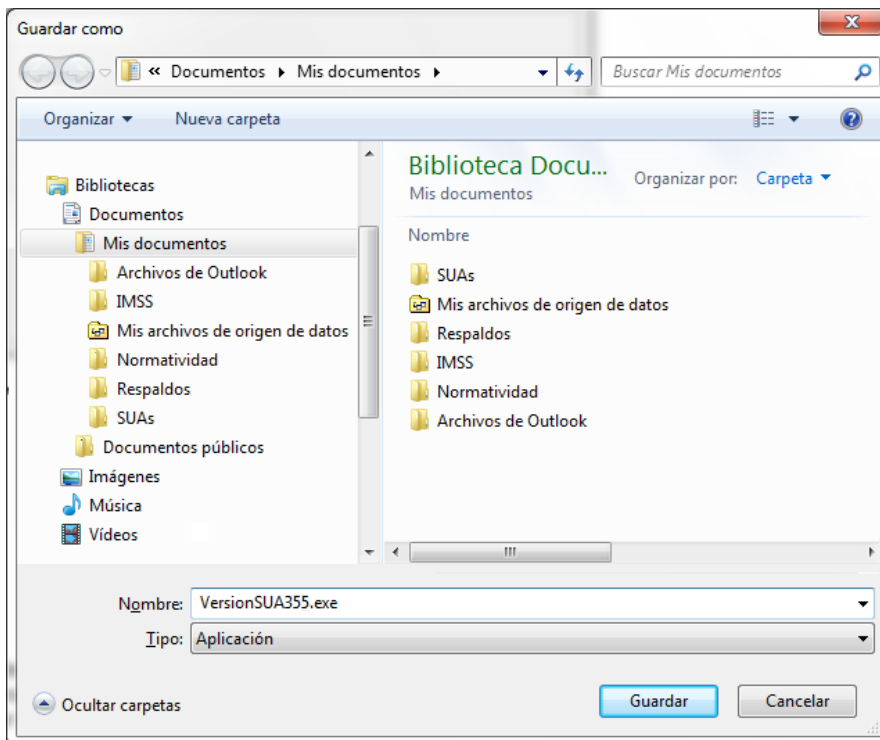 Guardar como
« Documentos Mis documentos
Buscar Mis documentos
Organizar
Nueva carpeta
Bibliotecas
Documentos
Mis documentos
Archivos de Outlook
IMSS
Mis archivos de origen de datos
Normatividad
Respaldos
SUAs
Documentos públicos
Imágenes
Música
Vídeos
Biblioteca Docu...
Mis documentos
Organizar por: Carpeta
Nombre
SUAs
Mis archivos de origen de datos
Respaldos
IMSS
Normatividad
Archivos de Outlook
Nombre: VersionSUA355.exe
Tipo: Aplicación
Ocultar carpetas
Guardar
Cancelar